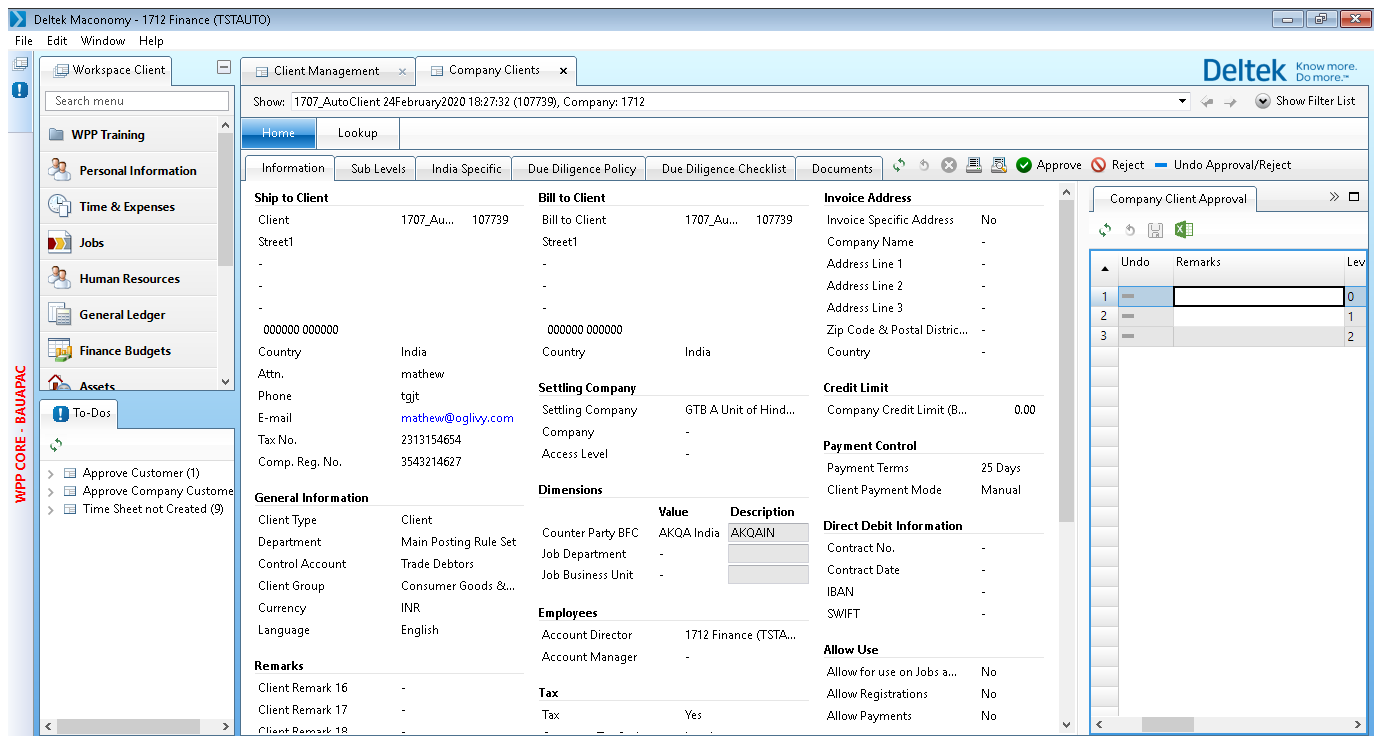 Deltek Maconomy - 1712 Finance (TSTAUTO)
File Edit Window Help
WPP CORE - BAUAPAC
Workspace Client
Search menu
WPP Training
Personal Information
Time & Expenses
Jobs
Human Resources
General Ledger
Finance Budgets
Assets
To-Dos
Approve Customer (1)
Approve Company Custome
Time Sheet not Created (9)
Client Management
Company Clients
Deltek Know more. Do more.™
Show: 1707_AutoClient 24February2020 18:27:32 (107739), Company: 1712
Show Filter List
Home Lookup
Information Sub Levels India Specific Due Diligence Policy Due Diligence Checklist Documents Approve Reject Undo Approval/Reject
Ship to Client
Client 1707_Au... 107739
Street1
-
-
-
000000 000000
Country India
Attn. mathew
Phone tgjt
E-mail mathew@oglivy.com
Tax No. 2313154654
Comp. Reg. No. 3543214627
General Information
Client Type Client
Department Main Posting Rule Set
Control Account Trade Debtors
Client Group Consumer Goods &...
Currency INR
Language English
Remarks
Client Remark 16 -
Client Remark 17 -
Client Remark 18
Bill to Client
Bill to Client 1707_Au... 107739
Street1
-
-
-
000000 000000
Country India
Settling Company
Settling Company GTB A Unit of Hind...
Company -
Access Level -
Dimensions
Value Description
Counter Party BFC AKQA India AKQAIN
Job Department -
Job Business Unit -
Employees
Account Director 1712 Finance (TSTA...
Account Manager -
Tax
Tax Yes
Invoice Address
Invoice Specific Address No
Company Name -
Address Line 1 -
Address Line 2 -
Address Line 3 -
Zip Code & Postal Distric... -
Country -
Credit Limit
Company Credit Limit (B... 0.00
Payment Control
Payment Terms 25 Days
Client Payment Mode Manual
Direct Debit Information
Contract No. -
Contract Date -
IBAN -
SWIFT -
Allow Use
Allow for use on Jobs a... No
Allow Registrations No
Allow Payments No
Company Client Approval
Undo Remarks Lev
1 0
2 1
3 2